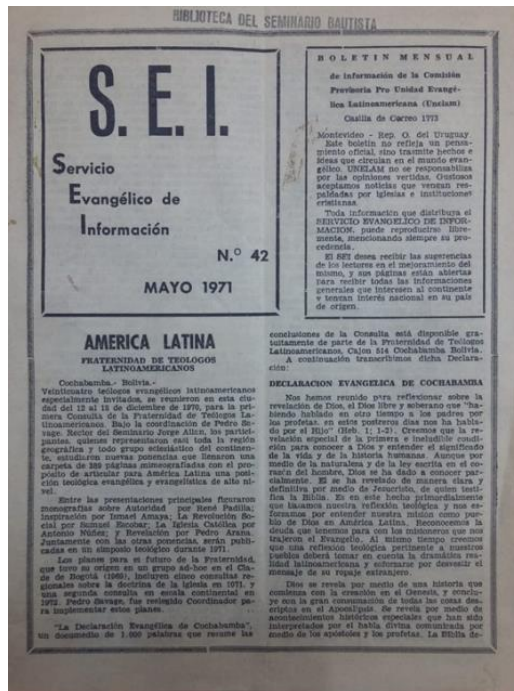 BIBLIOTECA DEL SEMINARIO BAUTISTA
S. E. I.
Servicio
Evangélico de
Información
N.º 42
MAYO 1971
BOLETIN MENSUAL
de información de la Comisión
Provisoria Pro Unidad Evangé-
lica Latinoamericana (Unelam)
Casilla de Correo 1773
Montevideo - Rep. O. del Uruguay
Este boletín no refleja un pensa-
miento oficial, sino trasmite hechos e
ideas que circulan en el mundo evan-
gélico. UNELAM no se responsabiliza
por las opiniones vertidas. Gustosos
aceptamos noticias que vengan res-
paldadas por iglesias e instituciones
cristianas.
Toda información que distribuya el
SERVICIO EVANGELICO DE INFOR-
MACION, puede reproducirse libre-
mente, mencionando siempre su pro-
cedencia.
El SEI desea recibir las sugerencias
de los lectores en el mejoramiento del
mismo, y sus páginas están abiertas
para recibir todas las informaciones
generales que interesen al continente
y tengan interés nacional en su país
de origen.
AMERICA LATINA
FRATERNIDAD DE TEOLOGOS
LATINOAMERICANOS
Cochabamba.- Bolivia.-
Veinticuatro teólogos evangélicos latinoamericanos
especialmente invitados, se reunieron en esta
ciudad del 12 al 18 de diciembre de 1970, para la pri-
mera Consulta de la Fraternidad de Teólogos La-
tinoamericanos. Bajo la coordinación de Pedro Sa-
vage, Rector del Seminario Jorge Allan, los partici-
pantes, quienes representaron casi toda la región
geográfica y todo grupo eclesiástico del continen-
te, estudiaron nuevas ponencias que llenaron una
carpeta de páginas mimeografiadas con el pro-
pósito de articular para América Latina una posi-
ción teológica evangélica y evangelística de alto ni-
vel.
Entre las presentaciones principales figuraron
monografías sobre Autoridad por René Padilla;
Inspiración por Ismael Amaya; La Revolución So-
cial por Samuel Escobar; La Iglesia Católica por
Antonio Núñez; y Revelación por Pedro Arana.
Juntamente con las otras ponencias, serán publi-
cadas en un simposio teológico durante 1971.
Los planes para el futuro de la Fraternidad,
que tuvo su origen en un grupo ad-hoc en el Cla-
de de Bogotá (1969), incluyen cinco consultas re-
gionales sobre la doctrina de la iglesia en 1971, y
una segunda consulta en escala continental en
1972. Pedro Savage, fue reelegido Coordinador pa-
ra implementar estos planes.
"La Declaración Evangélica de Cochabamba",
un documento de 1.000 palabras que resume las
conclusiones de la Consulta está disponible gra-
tuitamente de parte de la Fraternidad de Teólogos
Latinoamericanos, Cajón Cochabamba Bolivia.
A continuación transcribimos dicha Declara-
ción:
DECLARACION EVANGELICA DE COCHABAMBA
Nos hemos reunido para reflexionar sobre la
revelación de Dios, el Dios libre y soberano que "ha-
biendo hablado en otro tiempo a los padres por
los profetas, en estos postreros días nos ha habla-
do por el Hijo" (Heb. 1; 1-2). Creemos que la re-
velación especial de la primera e ineludible condi-
ción para conocer a Dios y entender el significado
de la vida y de la historia humanas. Aunque por
medio de la naturaleza y de la ley escrita en el co-
razón del hombre, Dios se ha dado a conocer par-
cialmente. El se ha revelado de manera clara y
definitiva por medio de Jesucristo, de quien testi-
fica la Biblia. Es en este hecho primordialmente
que basamos nuestra reflexión teológica y nos es-
forzamos por entender nuestra misión como pue-
blo de Dios en América Latina. Reconocemos la
deuda que tenemos para con los misioneros que nos
trajeron el Evangelio. Al mismo tiempo creemos
que una reflexión teológica pertinente a nuestros
pueblos deberá tomar en cuenta la dramática rea-
lidad latinoamericana y esforzarse por desvestir el
mensaje de su ropaje extranjero.
Dios se revela por medio de una historia que
comienza con la creación en el Genesis, y conclu-
ye con la gran consumación de todas las cosas des-
criptas en el Apocalipsis. Se revela por medio de
acontecimientos históricos especiales que han sido
interpretados por el habla divina comunicada por
medio de los apóstoles y los profetas. La Biblia de-